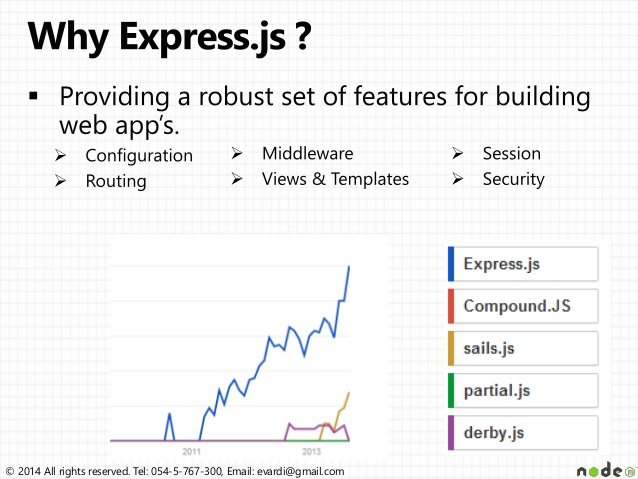 Why Express.js ?
▪ Providing a robust set of features for building
web app's.
➢ Configuration
➢ Routing
➢ Middleware
➢ Views & Templates
➢ Session
➢ Security
Express.js
Compound.JS
sails.js
partial.js
derby.js
2011
2013
© 2014 All rights reserved. Tel: 054-5-767-300, Email: evardi@gmail.com
node